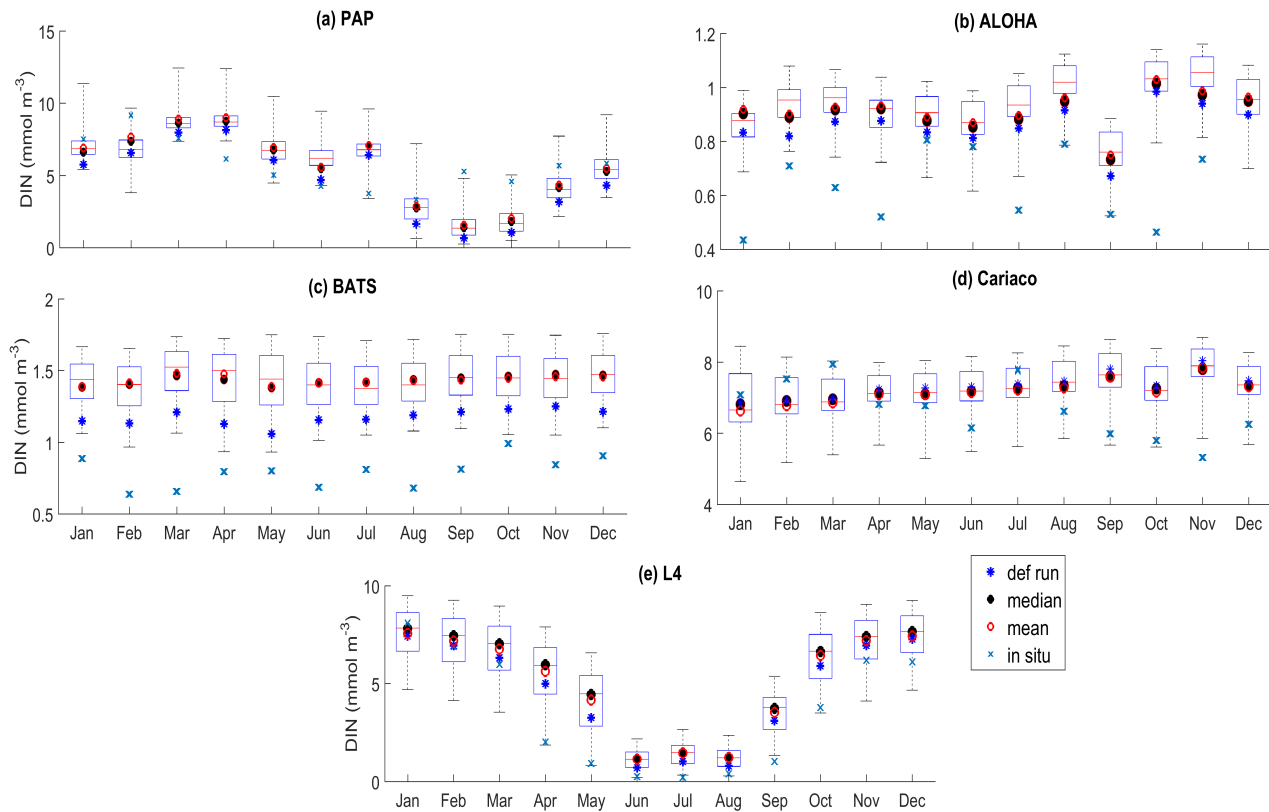 (a) PAP
(b) ALOHA
DIN (mmol m⁻³)
15
10
5
0
1.2
1
0.8
0.6
0.4
(c) BATS
(d) Cariaco
DIN (mmol m⁻³)
2
1.5
1
0.5
10
8
6
4
Jan Feb Mar Apr May Jun Jul Aug Sep Oct Nov Dec
Jan Feb Mar Apr May Jun Jul Aug Sep Oct Nov Dec
(e) L4
DIN (mmol m⁻³)
10
5
0
Jan Feb Mar Apr May Jun Jul Aug Sep Oct Nov Dec
def run
median
mean
in situ